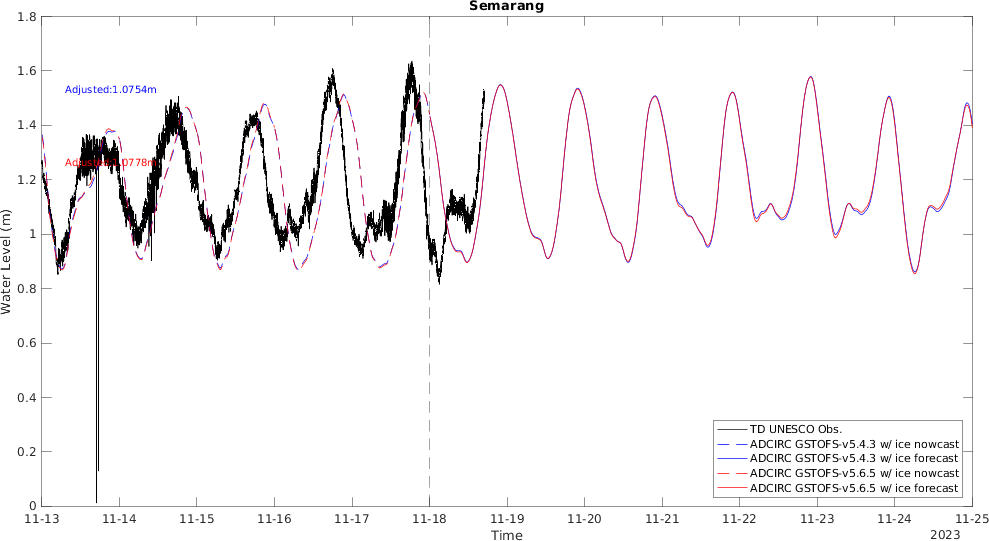 Semarang
1.8
1.6
1.4
1.2
1
0.8
0.6
0.4
0.2
0
Water Level (m)
Adjusted:1.0754m
Adjusted:1.0778m
TD UNESCO Obs.
ADCIRC GSTOFS-v5.4.3 w/ ice nowcast
ADCIRC GSTOFS-v5.4.3 w/ ice forecast
ADCIRC GSTOFS-v5.6.5 w/ ice nowcast
ADCIRC GSTOFS-v5.6.5 w/ ice forecast
11-13 11-14 11-15 11-16 11-17 11-18 11-19 11-20 11-21 11-22 11-23 11-24 11-25
Time
2023